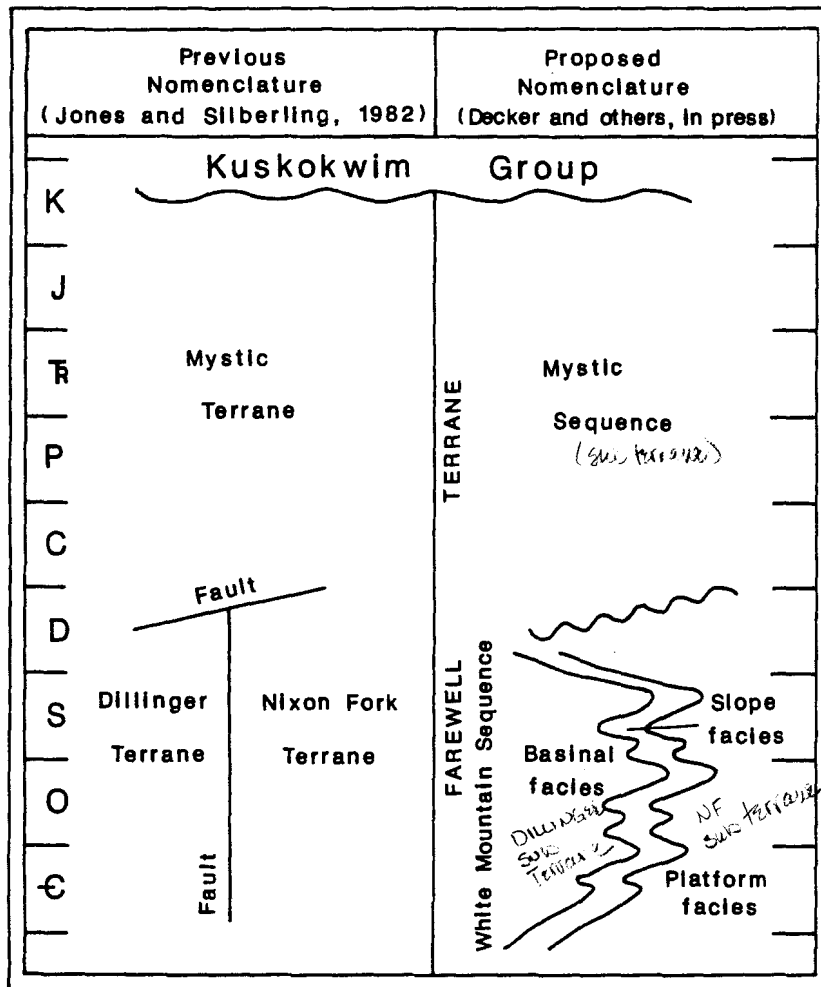 Previous
Nomenclature
(Jones and Silberling, 1982)
Proposed
Nomenclature
(Decker and others, in press)
Kuskokwim Group
K
J
TR
P
C
D
S
O
Ꞓ
Mystic
Terrane
Fault
Dillinger
Terrane
Nixon Fork
Terrane
Fault
FAREWELL TERRANE
White Mountain Sequence
Mystic
Sequence
(sub terrane)
Slope
facies
Basinal
facies
DILLINGER
Sub
Terrane
NF
sub terrane
Platform
facies